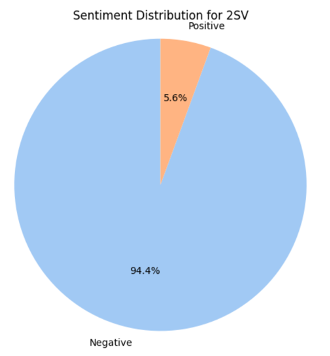 Sentiment Distribution for 2SV
Positive
5.6%
94.4%
Negative